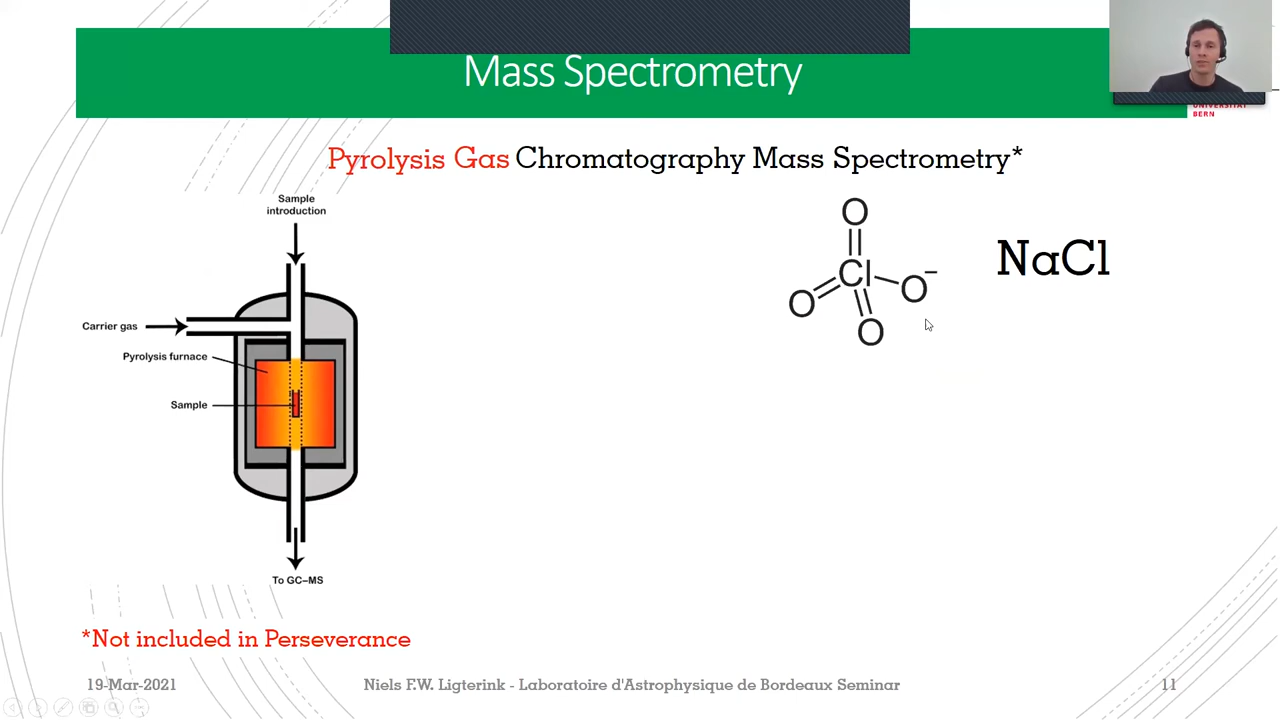 Mass Spectrometry
UNIVERSITÄT
BERN
Pyrolysis Gas Chromatography Mass Spectrometry*
Sample
introduction
Carrier gas
Pyrolysis furnace
Sample
To GC–MS
O
Cl
O
O⁻
O
NaCl
*Not included in Perseverance
19-Mar-2021
Niels F.W. Ligterink - Laboratoire d'Astrophysique de Bordeaux Seminar
11